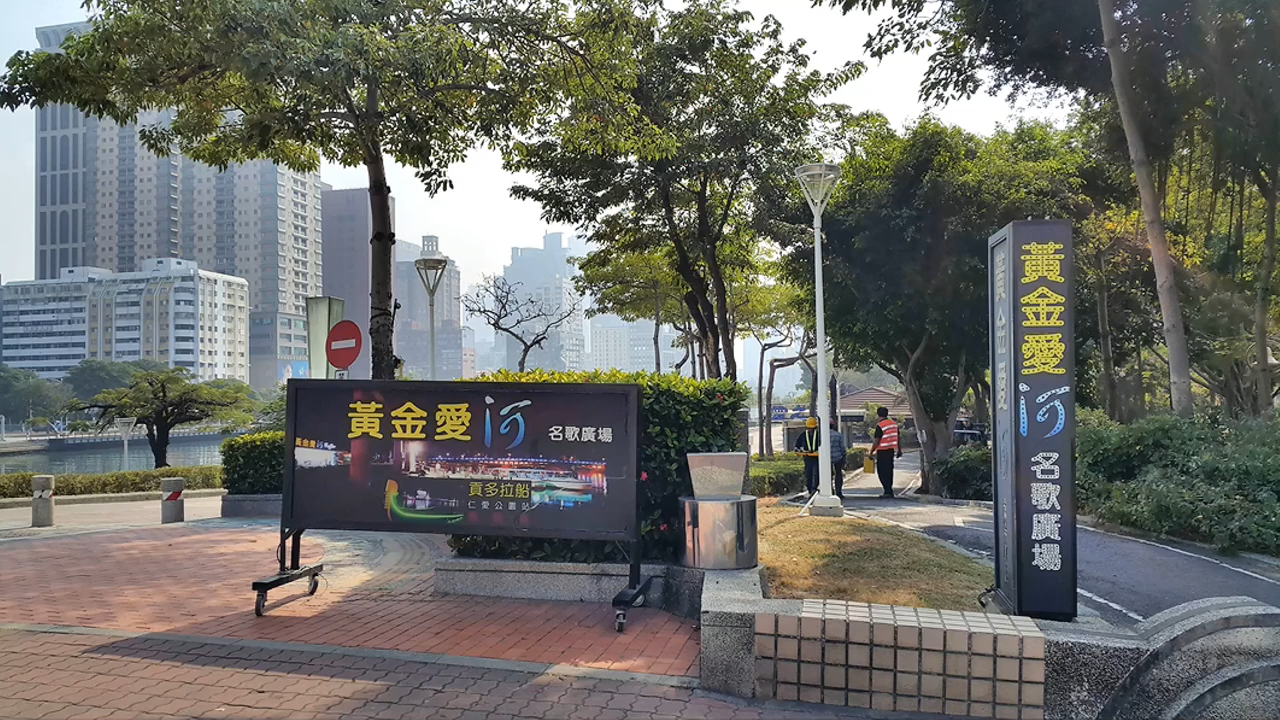 黃金愛河 名歌廣場
黃金愛河
貢多拉船
仁愛公園站
黃金愛河 名歌廣場